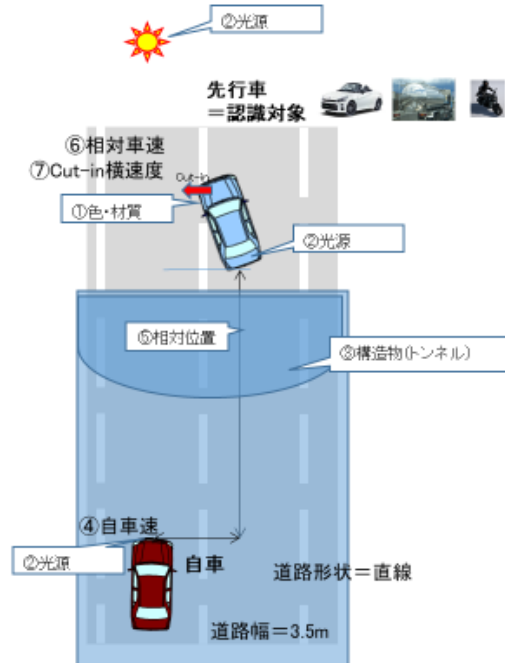 ②光源
先行車
＝認識対象
⑥相対車速
⑦Cut-in横速度
Cut-in
①色・材質
②光源
⑤相対位置
③構造物(トンネル)
④自車速
②光源
自車
道路形状＝直線
道路幅＝3.5m